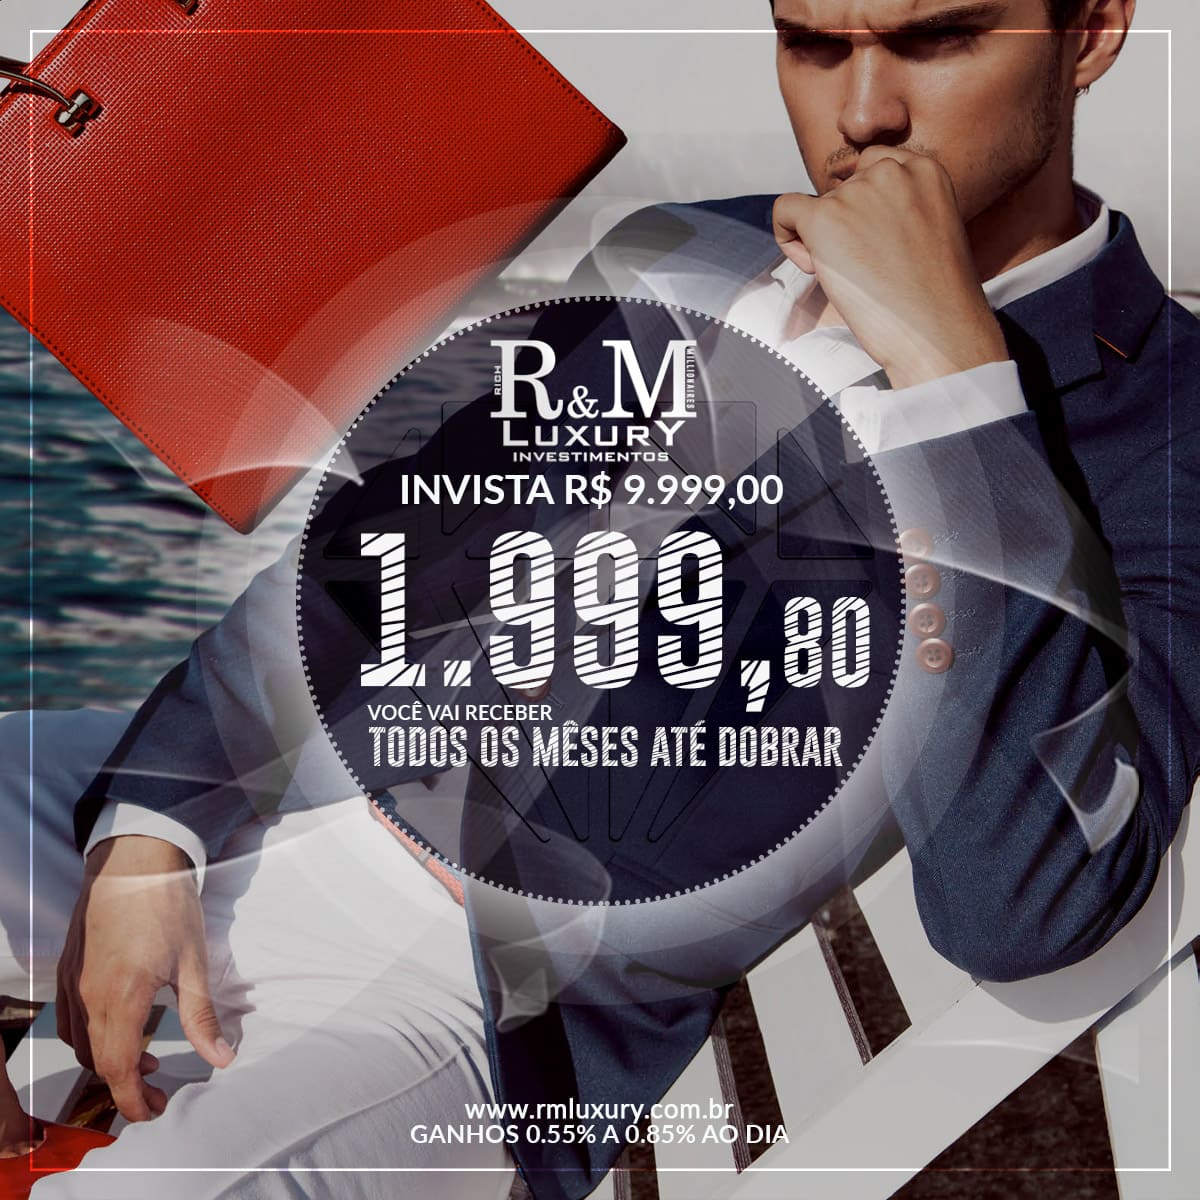 RICH
R&M
MILLIONAIRES
LUXURY
INVESTIMENTOS
INVISTA R$ 9.999,00
1.999,80
VOCÊ VAI RECEBER
TODOS OS MÊSES ATÉ DOBRAR
www.rmluxury.com.br
GANHOS 0.55% A 0.85% AO DIA